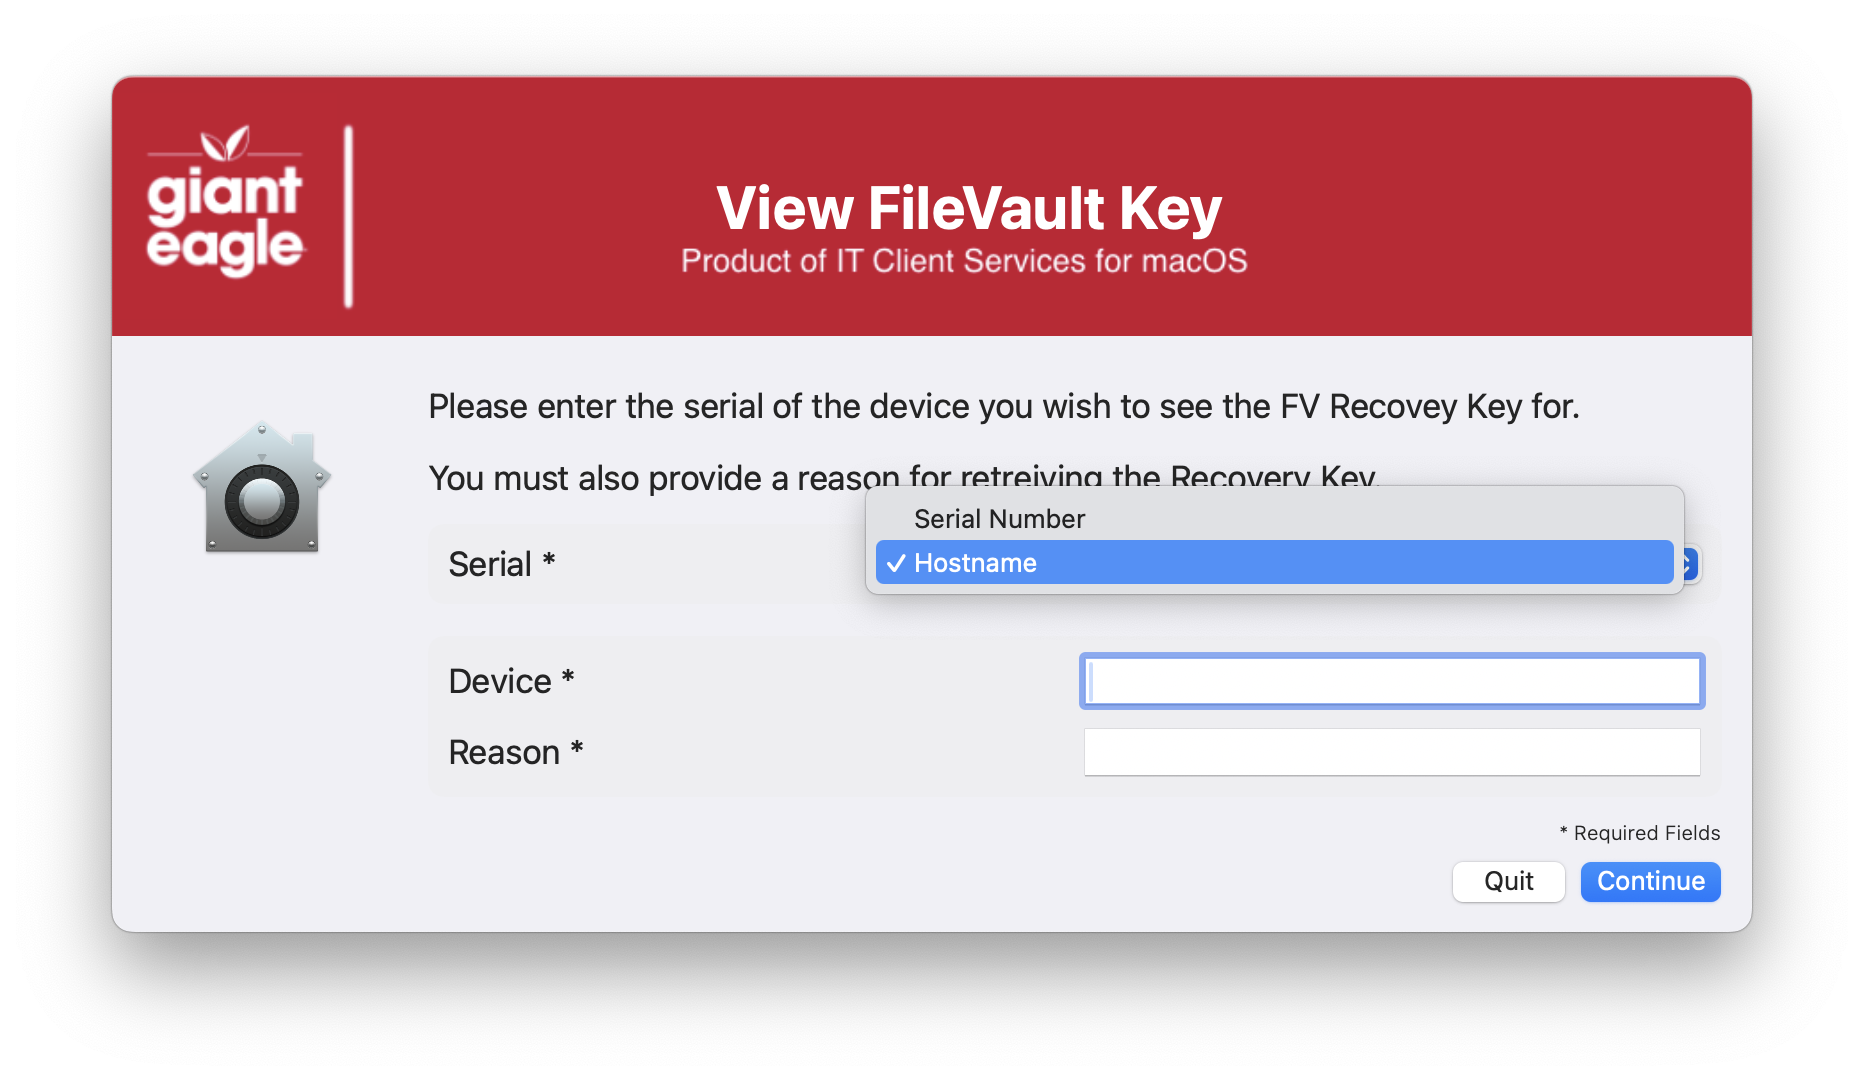 giant
eagle
View FileVault Key
Product of IT Client Services for macOS
Please enter the serial of the device you wish to see the FV Recovey Key for.
You must also provide a reason for retreiving the Recovery Key.
Serial Number
Serial *
✓ Hostname
Device *
Reason *
* Required Fields
Quit
Continue